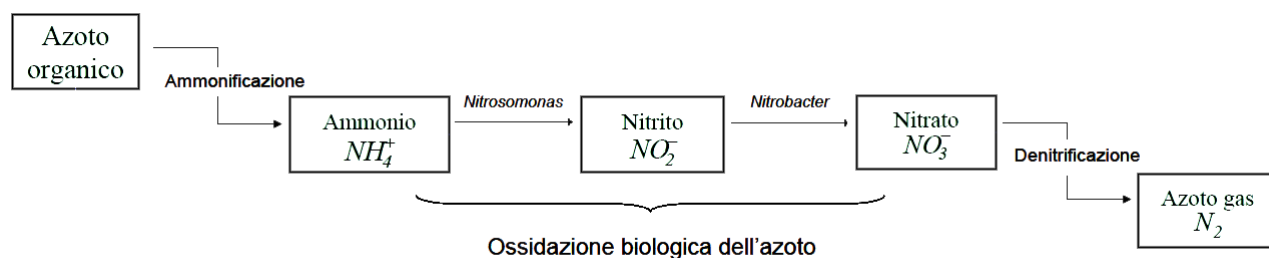 Azoto
organico
Ammonificazione
Ammonio
NH₄⁺
Nitrosomonas
Nitrito
NO₂⁻
Nitrobacter
Nitrato
NO₃⁻
Denitrificazione
Azoto gas
N₂
Ossidazione biologica dell'azoto